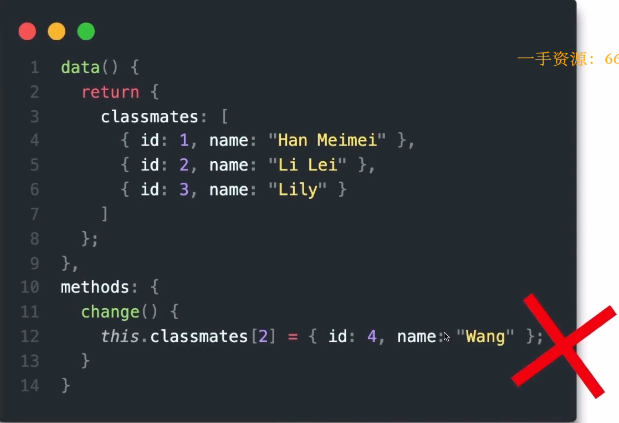 一手资源: 66
1 data() {
2 return {
3 classmates: [
4 { id: 1, name: "Han Meimei" },
5 { id: 2, name: "Li Lei" },
6 { id: 3, name: "Lily" }
7 ]
8 };
9 },
10 methods: {
11 change() {
12 this.classmates[2] = { id: 4, name: "Wang" };
13 }
14 }